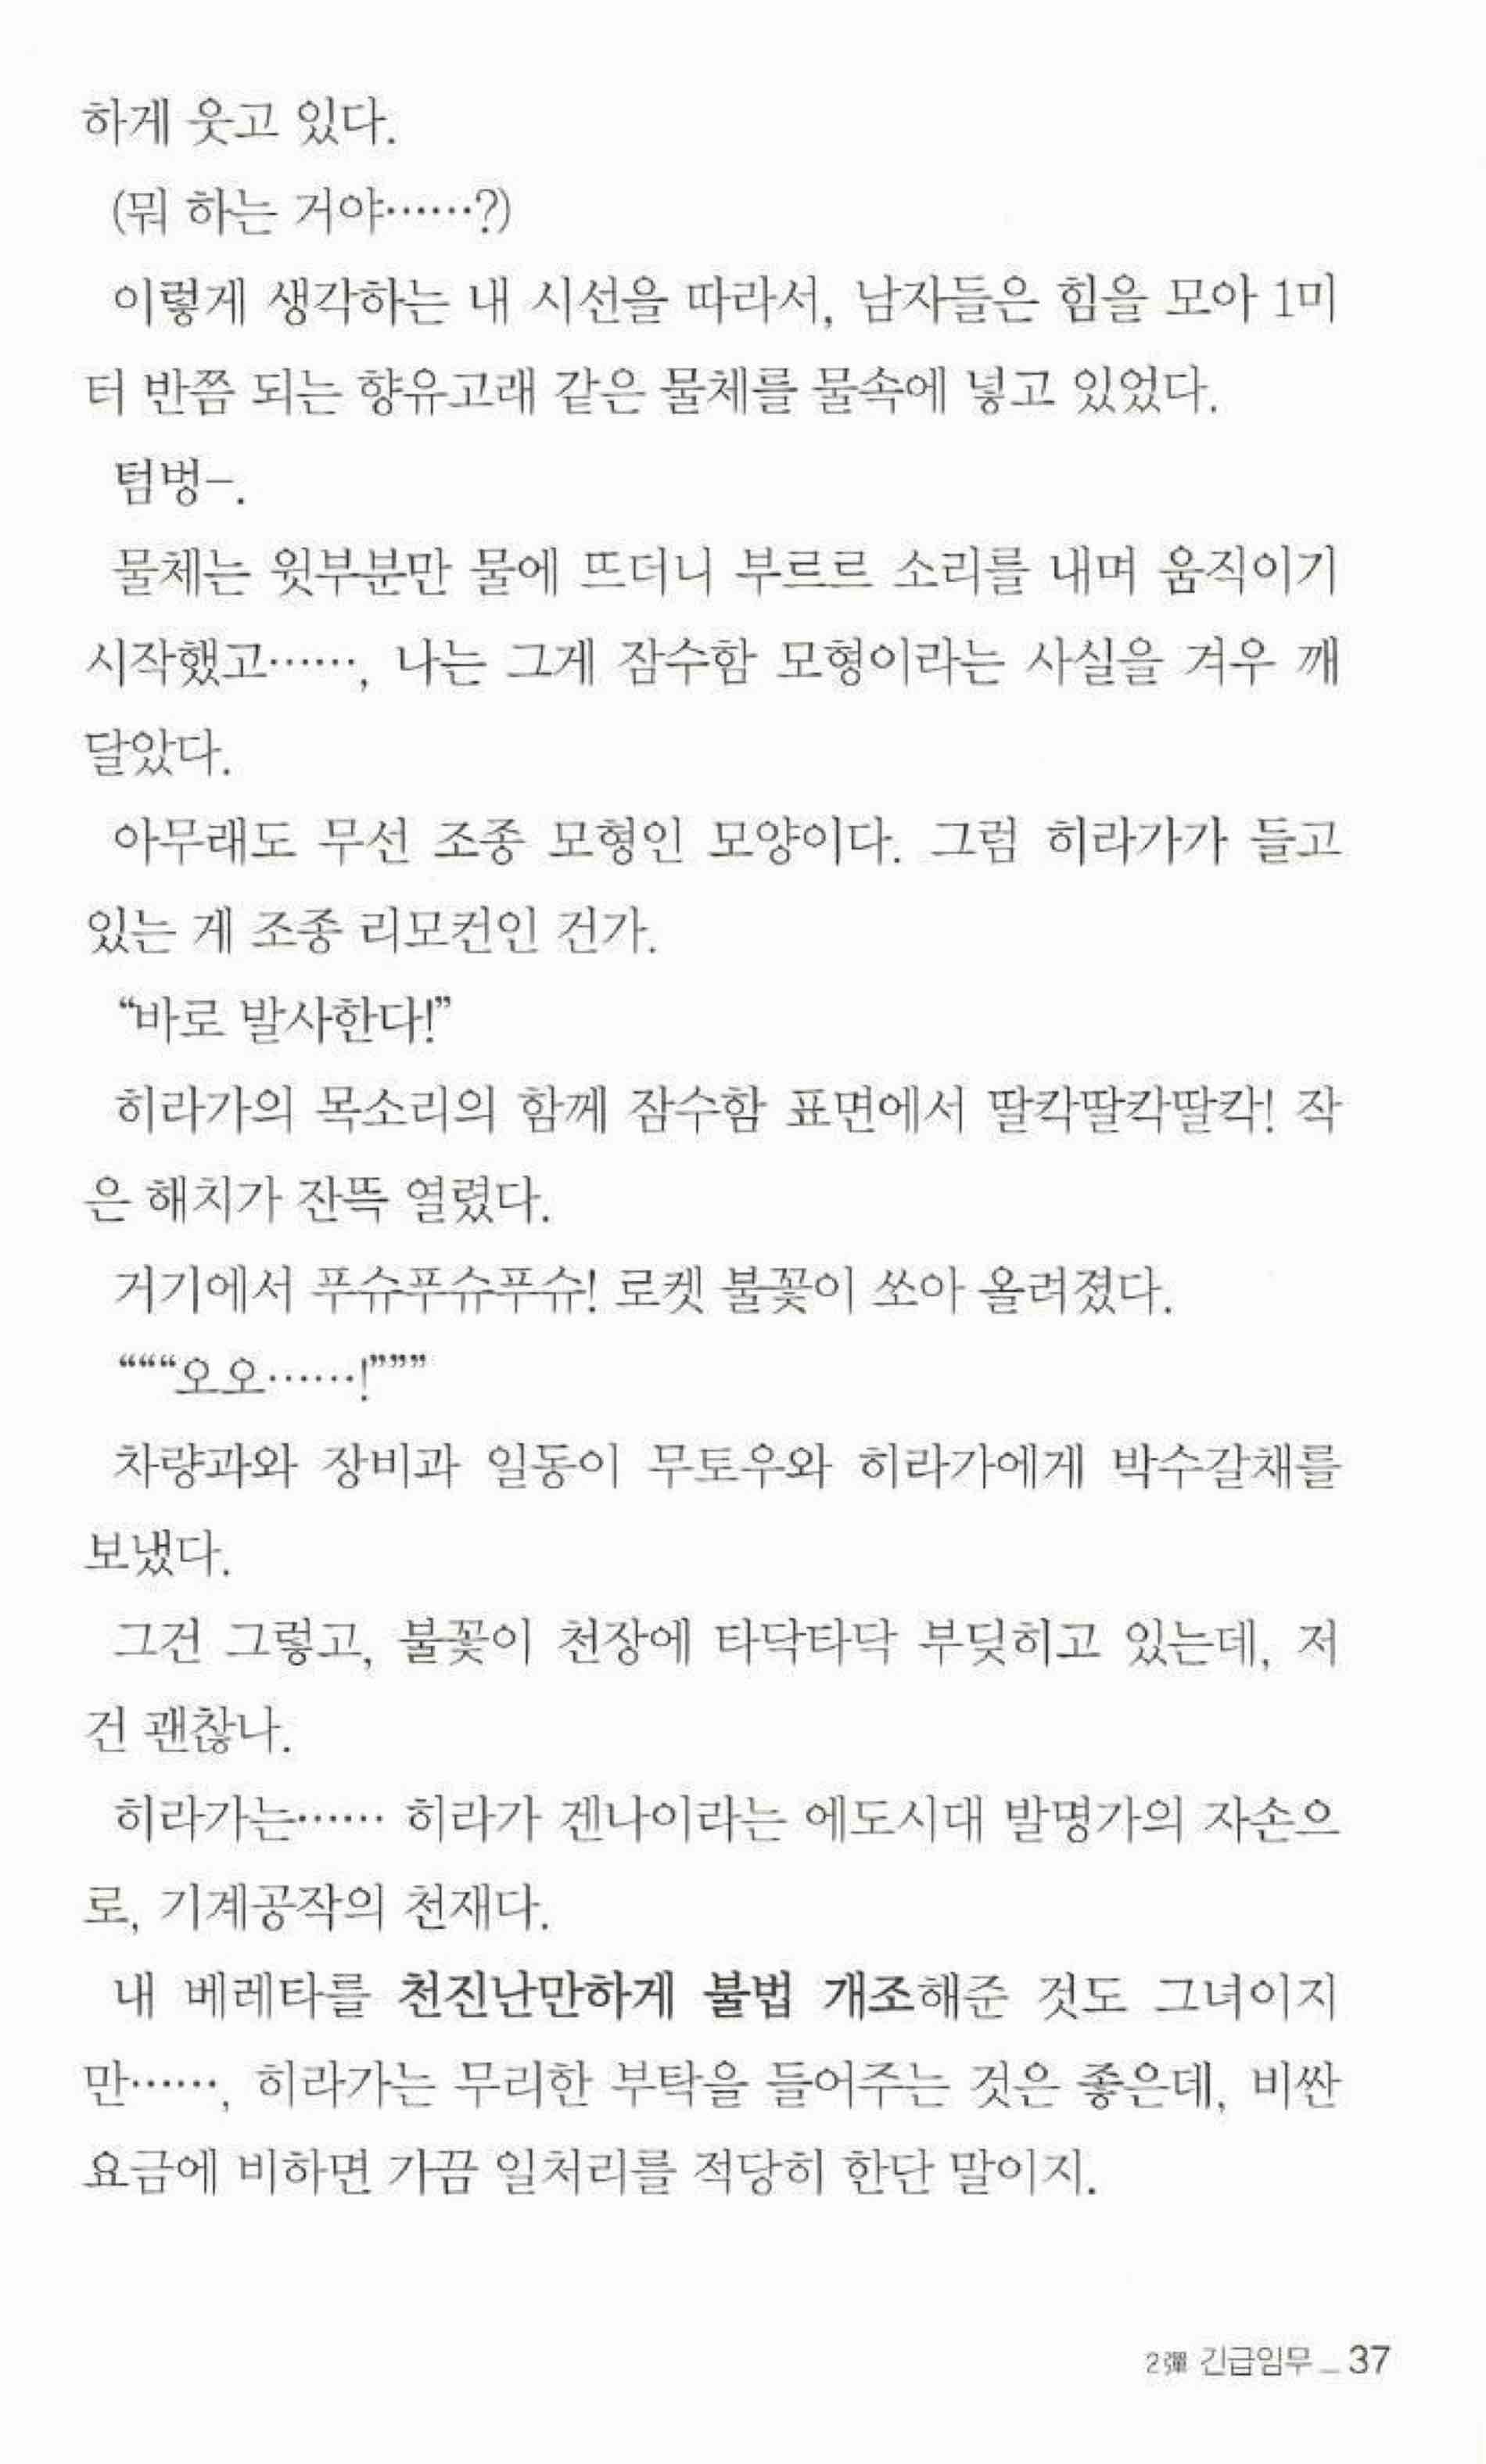 하게 웃고 있다.
(뭐 하는 거야……?)
이렇게 생각하는 내 시선을 따라서, 남자들은 힘을 모아 1미
터 반쯤 되는 향유고래 같은 물체를 물속에 넣고 있었다.
텀벙―.
물체는 윗부분만 물에 뜨더니 부르르 소리를 내며 움직이기
시작했고……, 나는 그게 잠수함 모형이라는 사실을 겨우 깨
달았다.
아무래도 무선 조종 모형인 모양이다. 그럼 히라가가 들고
있는 게 조종 리모컨인 건가.
“바로 발사한다!”
히라가의 목소리의 함께 잠수함 표면에서 딸칵딸칵딸칵! 작
은 해치가 잔뜩 열렸다.
거기에서 푸슈푸슈푸슈! 로켓 불꽃이 쏘아 올려졌다.
“““오오……!”””
차량과와 장비과 일동이 무토우와 히라가에게 박수갈채를
보냈다.
그건 그렇고, 불꽃이 천장에 타닥타닥 부딪히고 있는데, 저
건 괜찮나.
히라가는…… 히라가 겐나이라는 에도시대 발명가의 자손으
로, 기계공작의 천재다.
내 베레타를 천진난만하게 불법 개조해준 것도 그녀이지
만……, 히라가는 무리한 부탁을 들어주는 것은 좋은데, 비싼
요금에 비하면 가끔 일처리를 적당히 한단 말이지.
2彈 긴급임무 _ 37